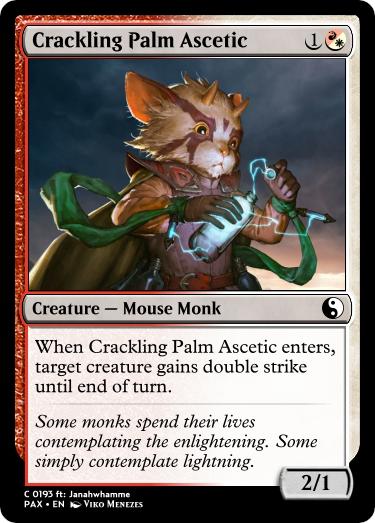 Crackling Palm Ascetic 1
Creature — Mouse Monk
When Crackling Palm Ascetic enters,
target creature gains double strike
until end of turn.
Some monks spend their lives
contemplating the enlightening. Some
simply contemplate lightning.
2/1
C 0193 ft: Janahwhamme
PAX • EN Viko Menezes